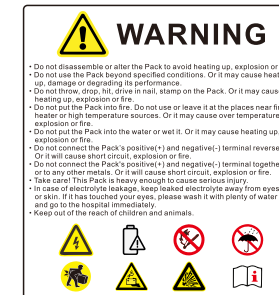 WARNING
• Do not disassemble or alter the Pack to avoid heating up, explosion or
• Do not use the Pack beyond specified conditions. Or it may cause heat
up, damage or degrading its performance.
• Do not throw, drop, hit, drive in nail, stamp on the Pack. Or it may cause
heating up, explosion or fire.
• Do not put the Pack into fire. Do not use or leave it at the places near fir
heater or high temperature sources. Or it may cause over temperature
explosion or fire.
• Do not put the Pack into the water or wet it. Or it may cause heating up,
explosion or fire.
• Do not connect the Pack's positive(+) and negative(-) terminal reverse
Or it will cause short circuit, explosion or fire.
• Do not connect the Pack's positive(+) and negative(-) terminal togethe
or to any other metals. Or it will cause short circuit, explosion or fire.
• Take care! This Pack is heavy enough to cause serious injury.
• In case of electrolyte leakage, keep leaked electrolyte away from eyes
or skin. If it has touched your eyes, please wash it with plenty of water
and go to the hospital immediately.
• Keep out of the reach of children and animals.